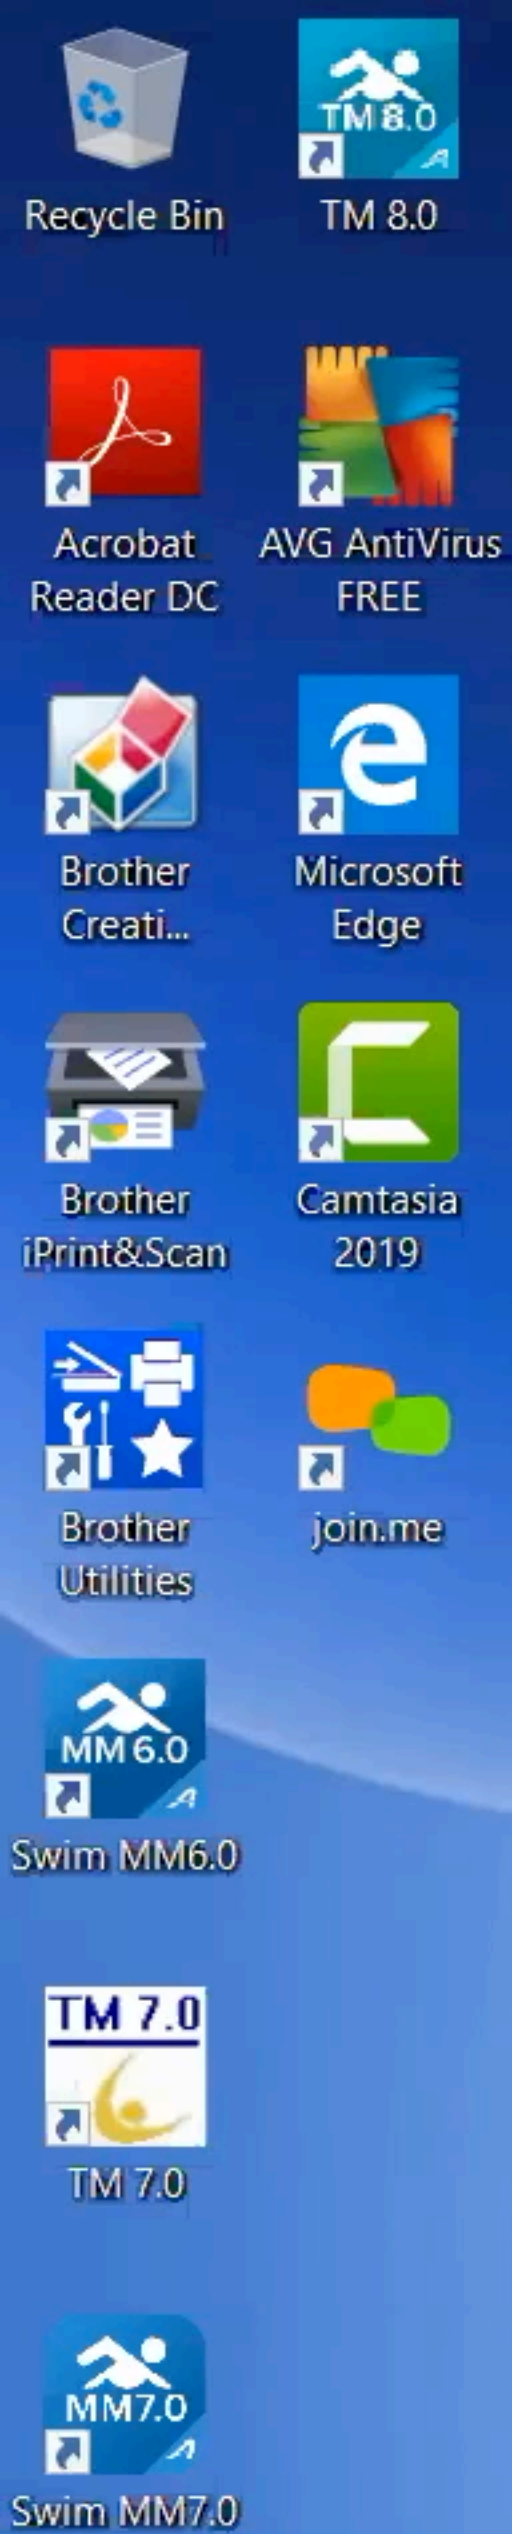 Recycle Bin
TM 8.0
TM 8.0
Acrobat
Reader DC
AVG AntiVirus
FREE
Brother
Creati...
Microsoft
Edge
Brother
iPrint&Scan
Camtasia
2019
Brother
Utilities
join.me
MM 6.0
Swim MM6.0
TM 7.0
TM 7.0
MM7.0
Swim MM7.0